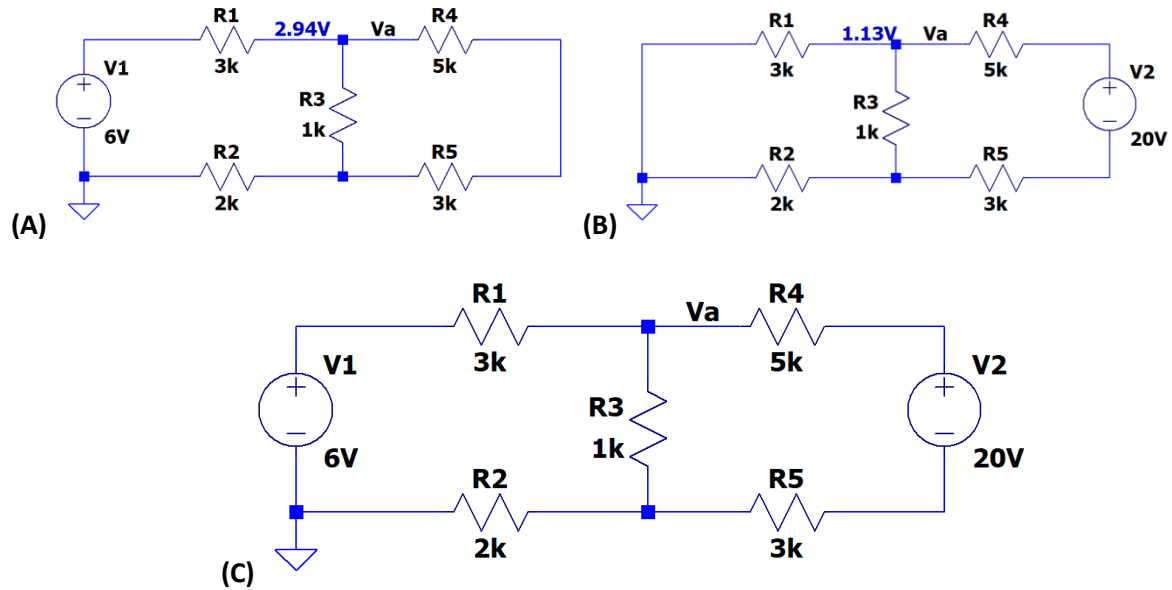 R1
2.94V
Va
R4
V1
3k
5k
R3
1k
6V
R2
R5
2k
3k
(A)
R1
1.13V
Va
R4
3k
5k
V2
R3
1k
20V
R2
R5
2k
3k
(B)
R1
Va
R4
V1
3k
5k
V2
R3
1k
6V
20V
R2
R5
2k
3k
(C)